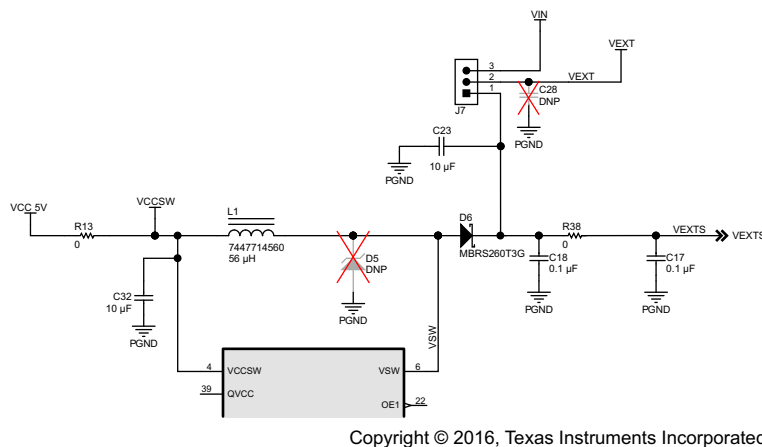 VIN
VEXT
3
2
1
VEXT
J7
C28
DNP
PGND
C23
10 µF
PGND
VCC 5V
R13
0
VCCSW
L1
7447714560
56 µH
D5
DNP
PGND
D6
MBRS260T3G
C18
0.1 µF
PGND
R38
0
VEXTS
VEXTS
C17
0.1 µF
PGND
C32
10 µF
PGND
VSW
4
VCCSW
VSW
6
39
QVCC
OE1
22
Copyright © 2016, Texas Instruments Incorporated